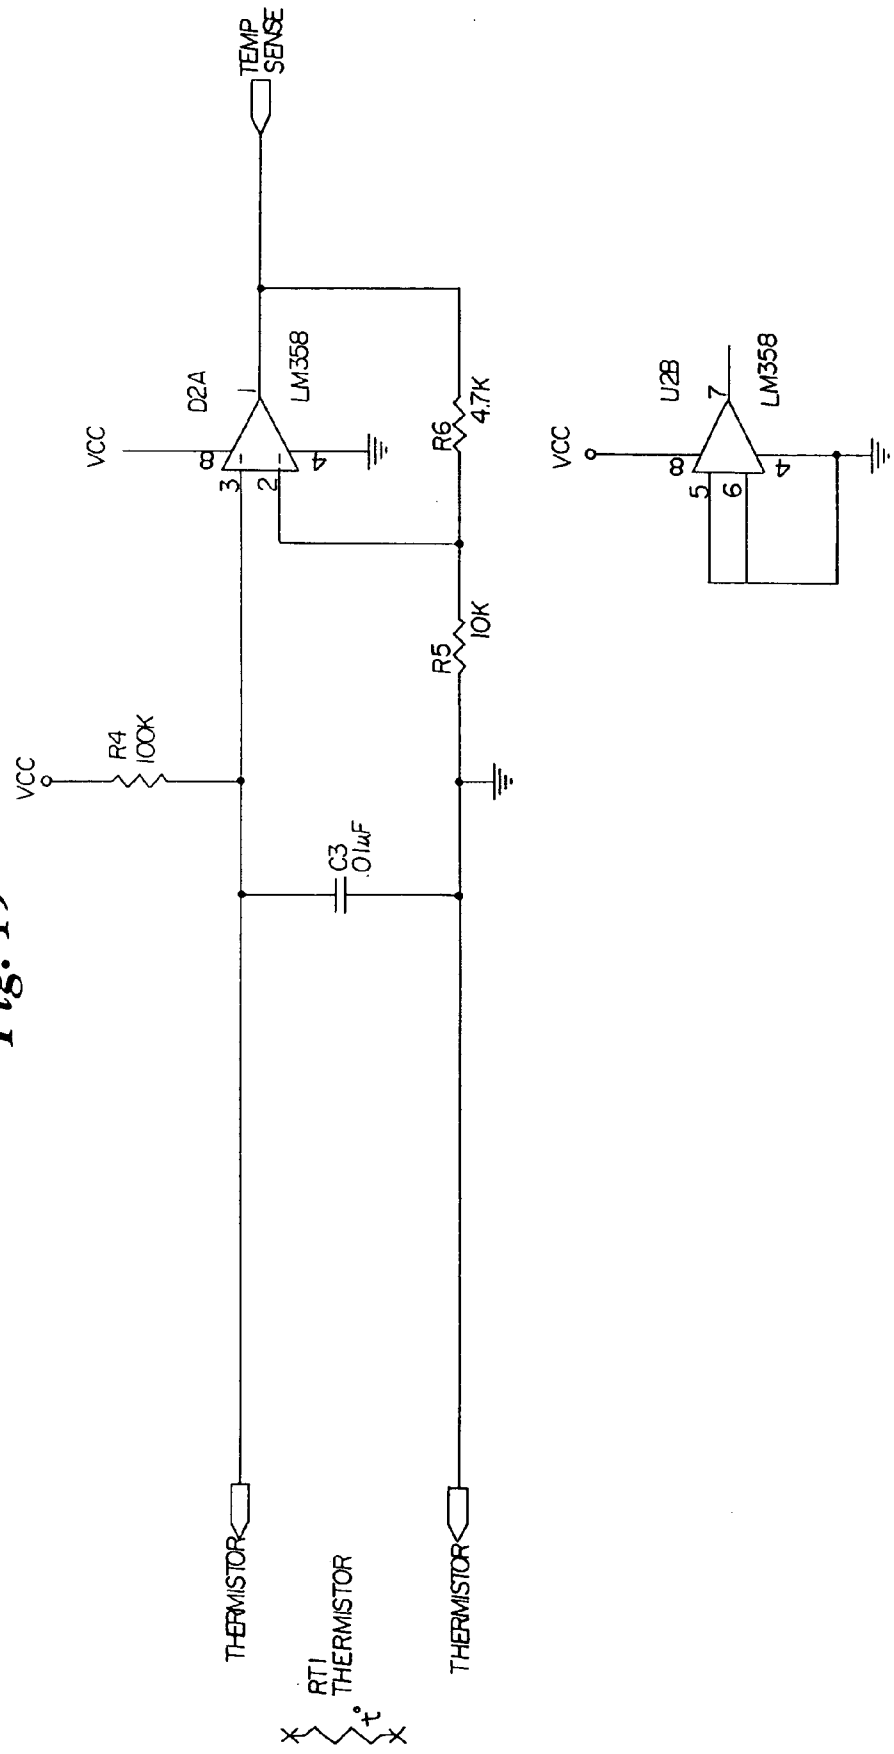 VCC
R4
100K
VCC
D2A
8
3
1
2
4
LM358
TEMP
SENSE
C3
.01uF
R5
10K
R6
4.7K
THERMISTOR
RT1
THERMISTOR
t°
THERMISTOR
VCC
U2B
8
5
7
6
4
LM358